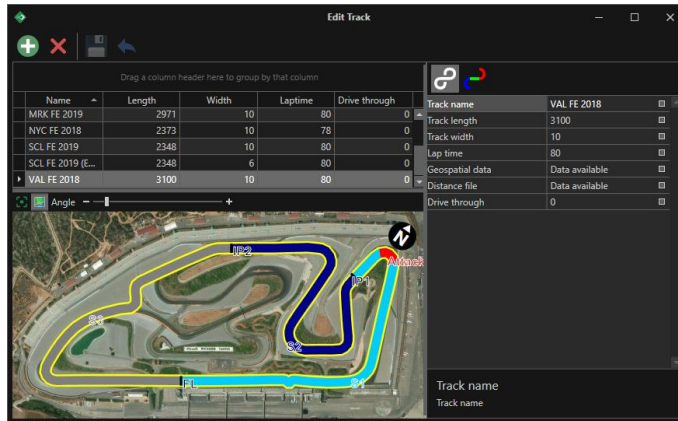 Edit Track
Drag a column header here to group by that column
Name Length Width Laptime Drive through
MRK FE 2019 2971 10 80 0
NYC FE 2018 2373 10 78 0
SCL FE 2019 2348 10 80 0
SCL FE 2019 (E... 2348 6 80 0
VAL FE 2018 3100 10 80 0
Angle
Track name VAL FE 2018
Track length 3100
Track width 10
Lap time 80
Geospatial data Data available
Distance file Data available
Drive through 0
N
IP2
Attack
IP1
S3
S2
FL
S1
Track name
Track name